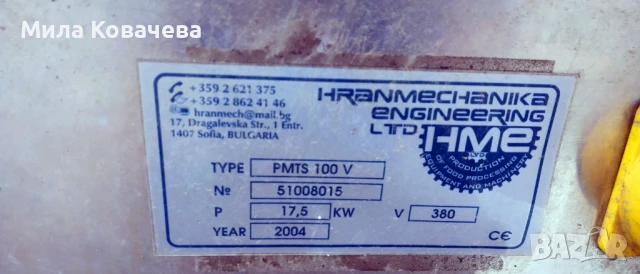 Мила Ковачева
+359 2 621 375
+359 2 862 41 46
hranmech@mail.bg
17, Dragalevska Str., 1 Entr.
1407 Sofia, BULGARIA
HRANMECHANIKA
ENGINEERING
LTD
HME
LTD
PRODUCTION
OF FOOD PROCESSING
EQUIPMENT AND MACHINERY
TYPE PMTS 100 V
№ 51008015
P 17,5 KW V 380
YEAR 2004 CE
BAZAR